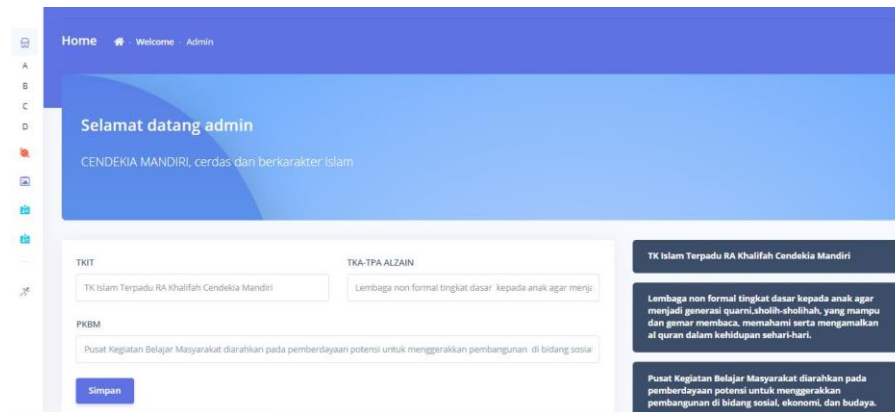 Home Welcome - Admin
A
B
C
D
Selamat datang admin
CENDEKIA MANDIRI, cerdas dan berkarakter islam
TKIT
TKA-TPA ALZAIN
TK Islam Terpadu RA Khalifah Cendekia Mandiri
Lembaga non formal tingkat dasar kepada anak agar menja
PKBM
Pusat Kegiatan Belajar Masyarakat diarahkan pada pemberdayaan potensi untuk menggerakkan pembangunan di bidang sosia
Simpan
TK Islam Terpadu RA Khalifah Cendekia Mandiri
Lembaga non formal tingkat dasar kepada anak agar
menjadi generasi quarni,sholih-sholihah, yang mampu
dan gemar membaca, memahami serta mengamalkan
al quran dalam kehidupan sehari-hari.
Pusat Kegiatan Belajar Masyarakat diarahkan pada
pemberdayaan potensi untuk menggerakkan
pembangunan di bidang sosial, ekonomi, dan budaya.